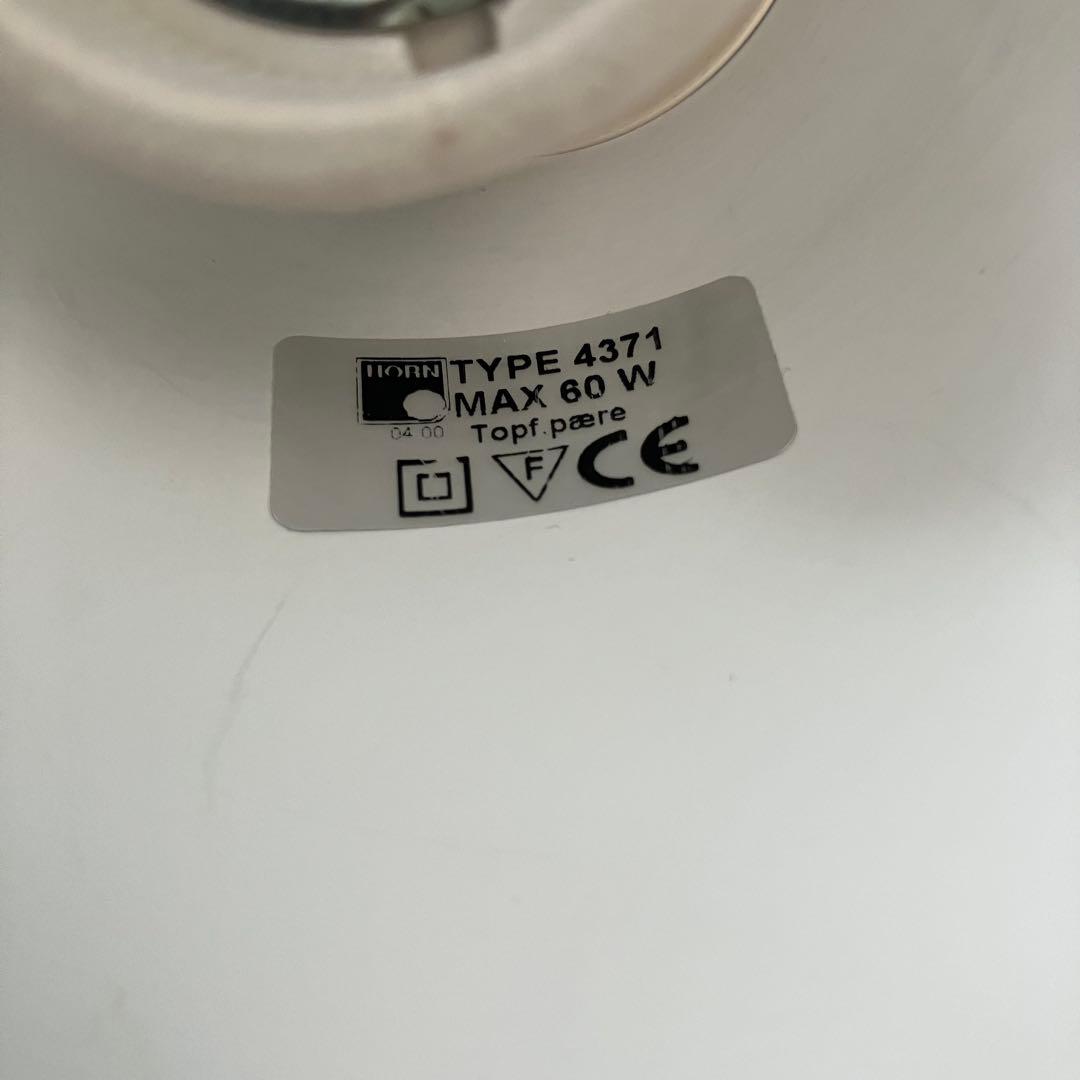 HORN
TYPE 4371
MAX 60 W
04 00
Topf.pære
F
CE